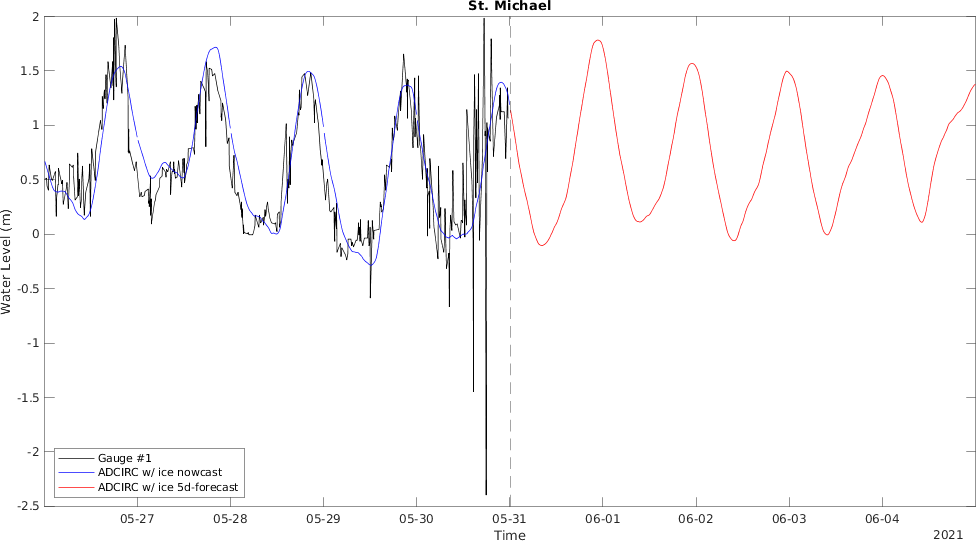 St. Michael
2
1.5
1
0.5
0
-0.5
-1
-1.5
-2
-2.5
Water Level (m)
Gauge #1
ADCIRC w/ ice nowcast
ADCIRC w/ ice 5d-forecast
05-27 05-28 05-29 05-30 05-31 06-01 06-02 06-03 06-04
Time
2021